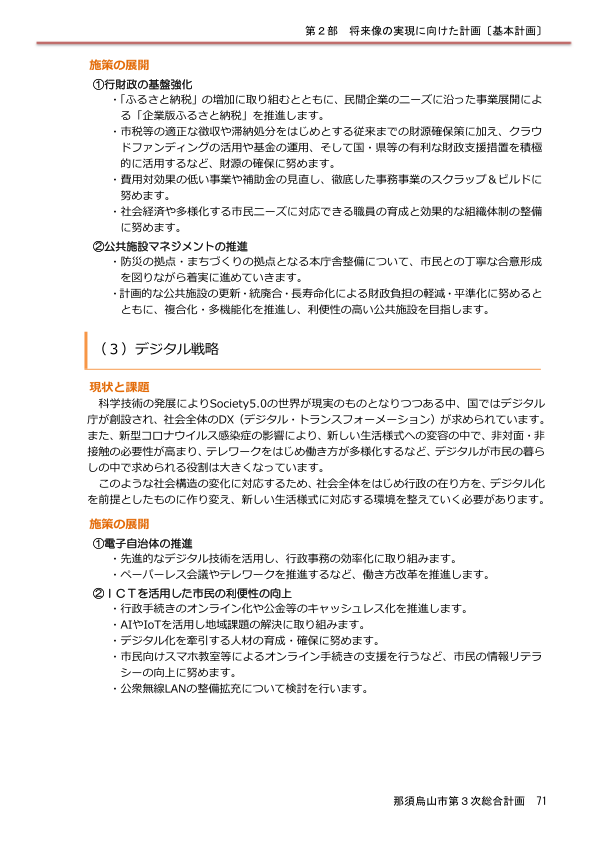 第２部　将来像の実現に向けた計画〔基本計画〕
施策の展開
①行財政の基盤強化
・「ふるさと納税」の増加に取り組むとともに、民間企業のニーズに沿った事業展開によ
る「企業版ふるさと納税」を推進します。
・市税等の適正な徴収や滞納処分をはじめとする従来までの財源確保策に加え、クラウ
ドファンディングの活用や基金の運用、そして国・県等の有利な財政支援措置を積極
的に活用するなど、財源の確保に努めます。
・費用対効果の低い事業や補助金の見直し、徹底した事務事業のスクラップ＆ビルドに
努めます。
・社会経済や多様化する市民ニーズに対応できる職員の育成と効果的な組織体制の整備
に努めます。
②公共施設マネジメントの推進
・防災の拠点・まちづくりの拠点となる本庁舎整備について、市民との丁寧な合意形成
を図りながら着実に進めていきます。
・計画的な公共施設の更新・統廃合・長寿命化による財政負担の軽減・平準化に努めると
ともに、複合化・多機能化を推進し、利便性の高い公共施設を目指します。
（３）デジタル戦略
現状と課題
　科学技術の発展によりSociety5.0の世界が現実のものとなりつつある中、国ではデジタル
庁が創設され、社会全体のDX（デジタル・トランスフォーメーション）が求められています。
また、新型コロナウイルス感染症の影響により、新しい生活様式への変容の中で、非対面・非
接触の必要性が高まり、テレワークをはじめ働き方が多様化するなど、デジタルが市民の暮ら
しの中で求められる役割は大きくなっています。
　このような社会構造の変化に対応するため、社会全体をはじめ行政の在り方を、デジタル化
を前提としたものに作り変え、新しい生活様式に対応する環境を整えていく必要があります。
施策の展開
①電子自治体の推進
・先進的なデジタル技術を活用し、行政事務の効率化に取り組みます。
・ペーパーレス会議やテレワークを推進するなど、働き方改革を推進します。
②ＩＣＴを活用した市民の利便性の向上
・行政手続きのオンライン化や公金等のキャッシュレス化を推進します。
・AIやIoTを活用し地域課題の解決に取り組みます。
・デジタル化を牽引する人材の育成・確保に努めます。
・市民向けスマホ教室等によるオンライン手続きの支援を行うなど、市民の情報リテラ
シーの向上に努めます。
・公衆無線LANの整備拡充について検討を行います。
那須烏山市第３次総合計画　71